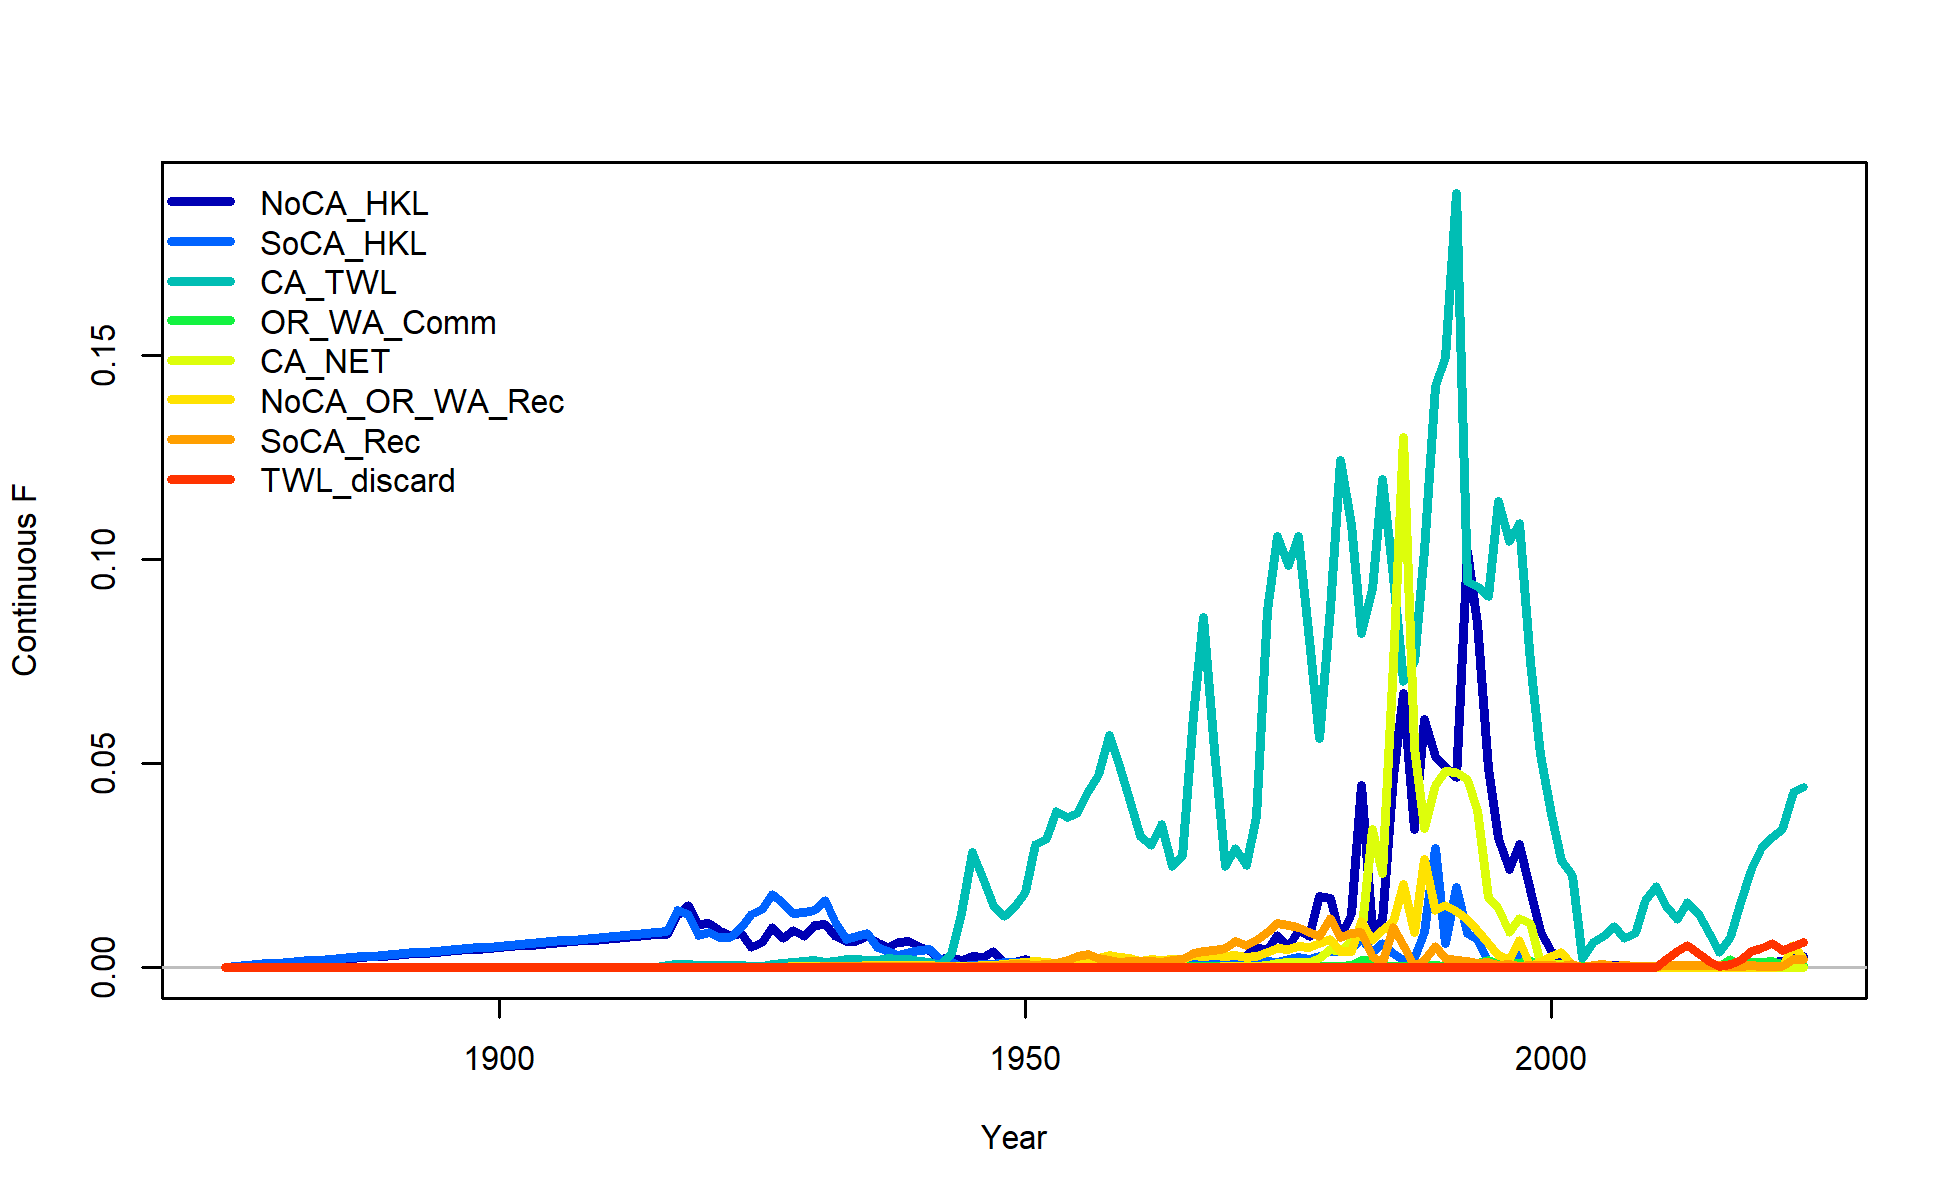 NoCA_HKL
SoCA_HKL
CA_TWL
OR_WA_Comm
CA_NET
NoCA_OR_WA_Rec
SoCA_Rec
TWL_discard
Continuous F
0.15
0.10
0.05
0.00
1900 1950 2000
Year